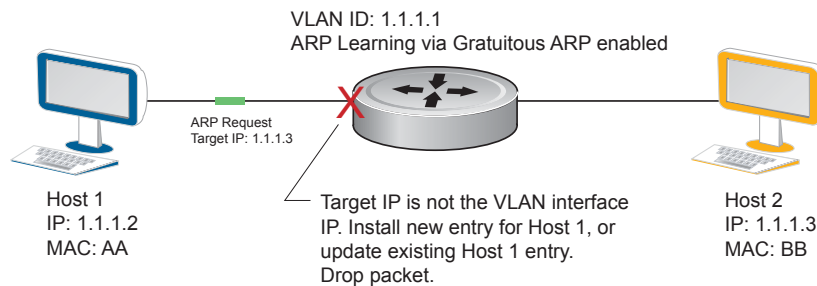 VLAN ID: 1.1.1.1
ARP Learning via Gratuitous ARP enabled
ARP Request
Target IP: 1.1.1.3
X
Host 1
IP: 1.1.1.2
MAC: AA
Target IP is not the VLAN interface
IP. Install new entry for Host 1, or
update existing Host 1 entry.
Drop packet.
Host 2
IP: 1.1.1.3
MAC: BB